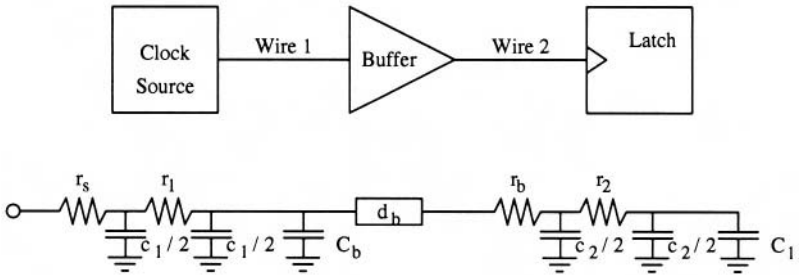 Clock
Source
Wire 1
Buffer
Wire 2
Latch
r_s
r_1
r_b
r_2
d_b
c_1/2
c_1/2
C_b
c_2/2
c_2/2
C_1